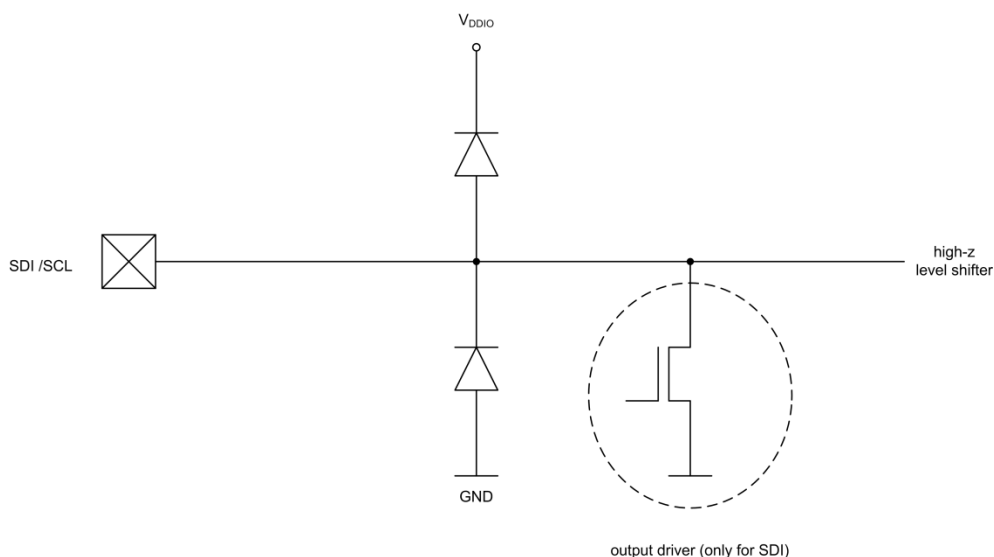 VDDIO
SDI /SCL
high-z
level shifter
GND
output driver (only for SDI)